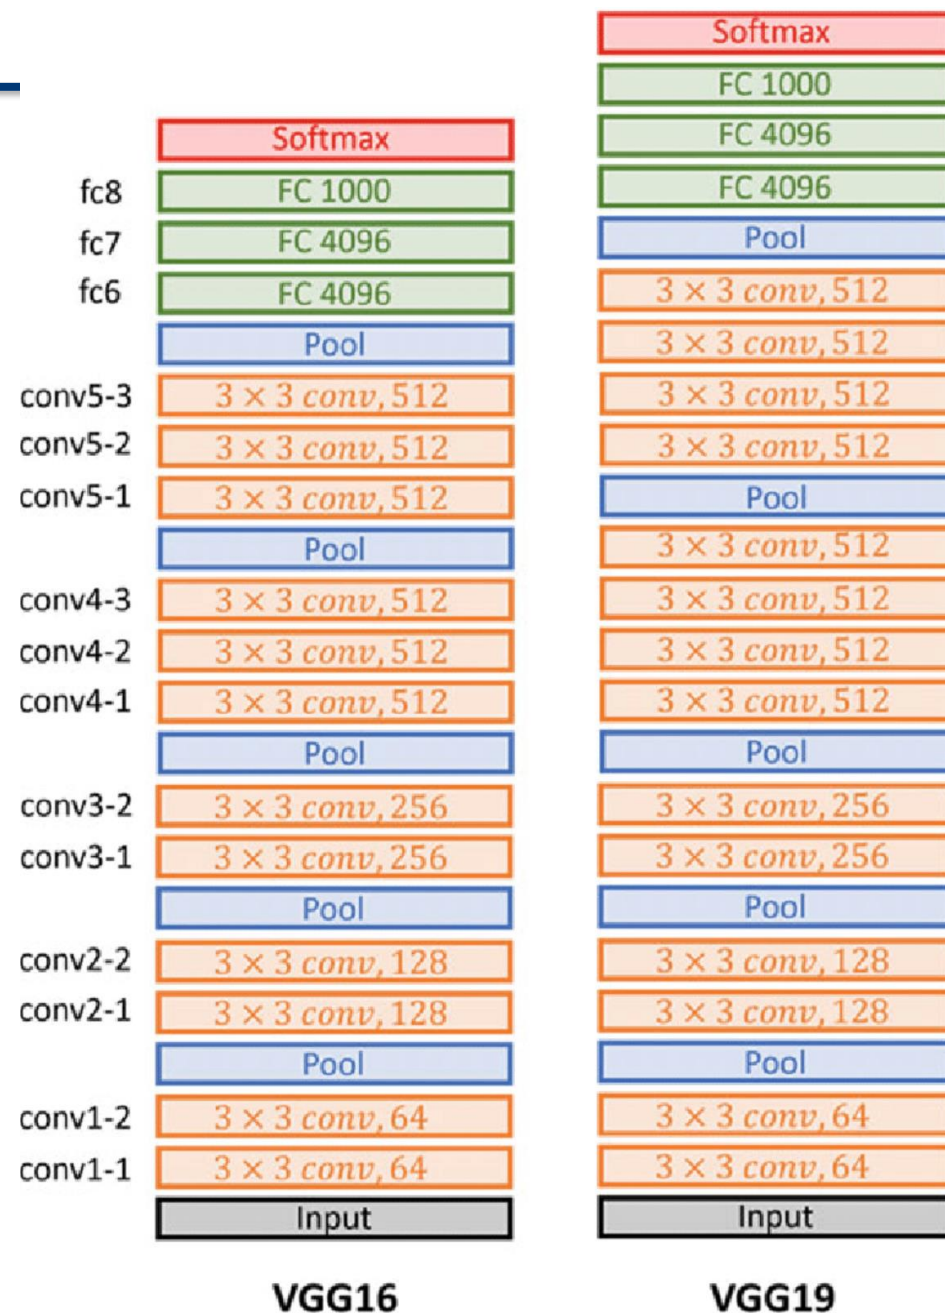 Softmax
fc8 FC 1000
fc7 FC 4096
fc6 FC 4096
Pool
conv5-3 3 × 3 conv, 512
conv5-2 3 × 3 conv, 512
conv5-1 3 × 3 conv, 512
Pool
conv4-3 3 × 3 conv, 512
conv4-2 3 × 3 conv, 512
conv4-1 3 × 3 conv, 512
Pool
conv3-2 3 × 3 conv, 256
conv3-1 3 × 3 conv, 256
Pool
conv2-2 3 × 3 conv, 128
conv2-1 3 × 3 conv, 128
Pool
conv1-2 3 × 3 conv, 64
conv1-1 3 × 3 conv, 64
Input
VGG16
Softmax
FC 1000
FC 4096
FC 4096
Pool
3 × 3 conv, 512
3 × 3 conv, 512
3 × 3 conv, 512
3 × 3 conv, 512
Pool
3 × 3 conv, 512
3 × 3 conv, 512
3 × 3 conv, 512
3 × 3 conv, 512
Pool
3 × 3 conv, 256
3 × 3 conv, 256
Pool
3 × 3 conv, 128
3 × 3 conv, 128
Pool
3 × 3 conv, 64
3 × 3 conv, 64
Input
VGG19